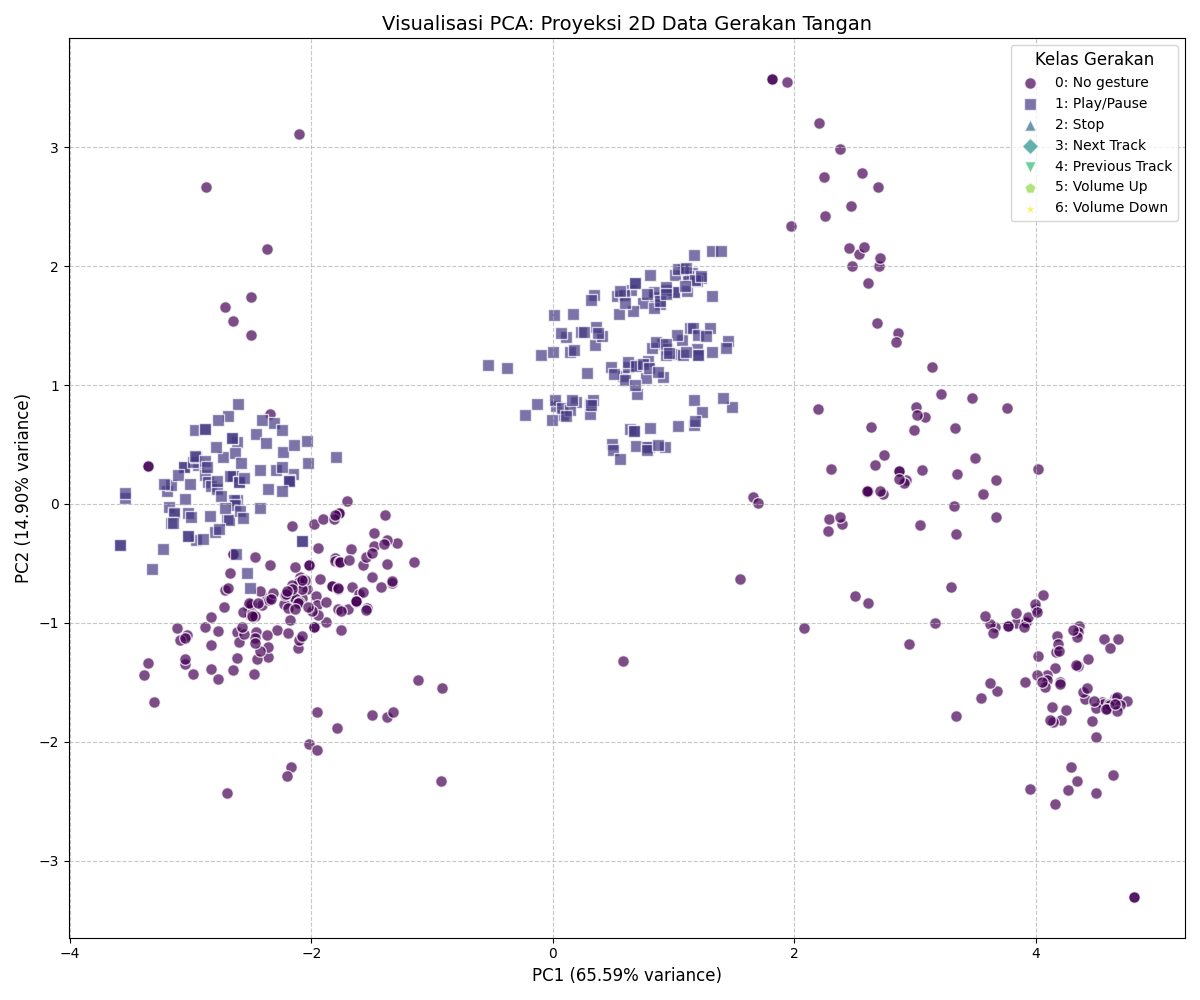 Visualisasi PCA: Proyeksi 2D Data Gerakan Tangan
Kelas Gerakan
0: No gesture
1: Play/Pause
2: Stop
3: Next Track
4: Previous Track
5: Volume Up
6: Volume Down
3
2
1
0
−1
−2
−3
PC2 (14.90% variance)
−4
−2
0
2
4
PC1 (65.59% variance)